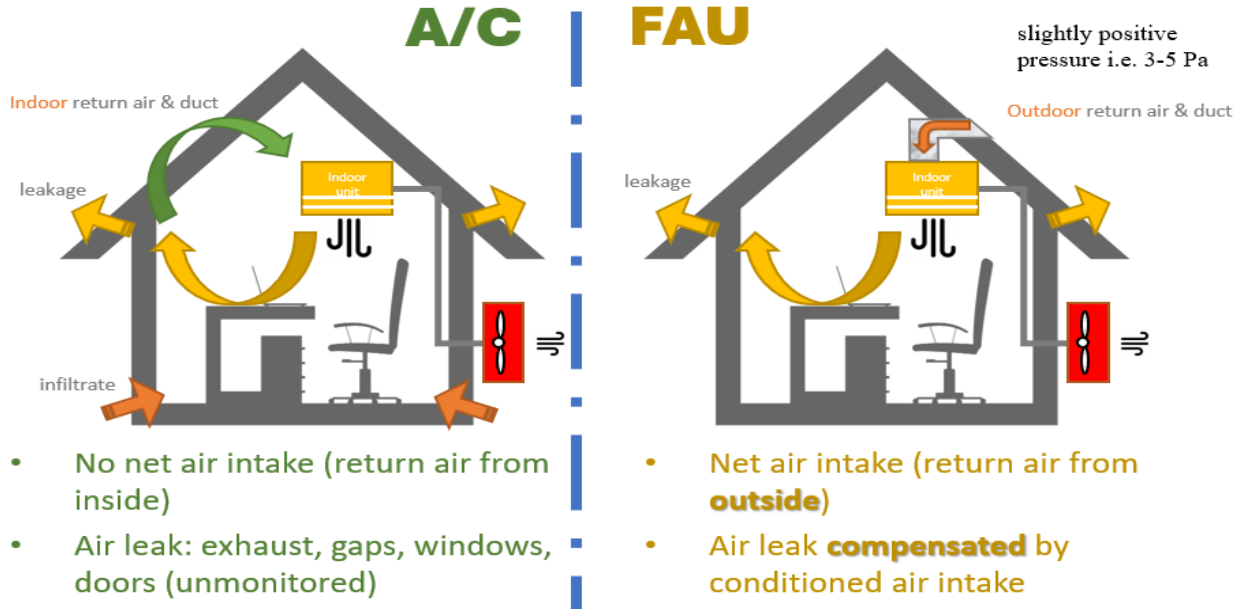 A/C
Indoor return air & duct
leakage
Indoor
unit
infiltrate
• No net air intake (return air from
inside)
• Air leak: exhaust, gaps, windows,
doors (unmonitored)
FAU
slightly positive
pressure i.e. 3-5 Pa
Outdoor return air & duct
leakage
Indoor
unit
• Net air intake (return air from
outside)
• Air leak compensated by
conditioned air intake